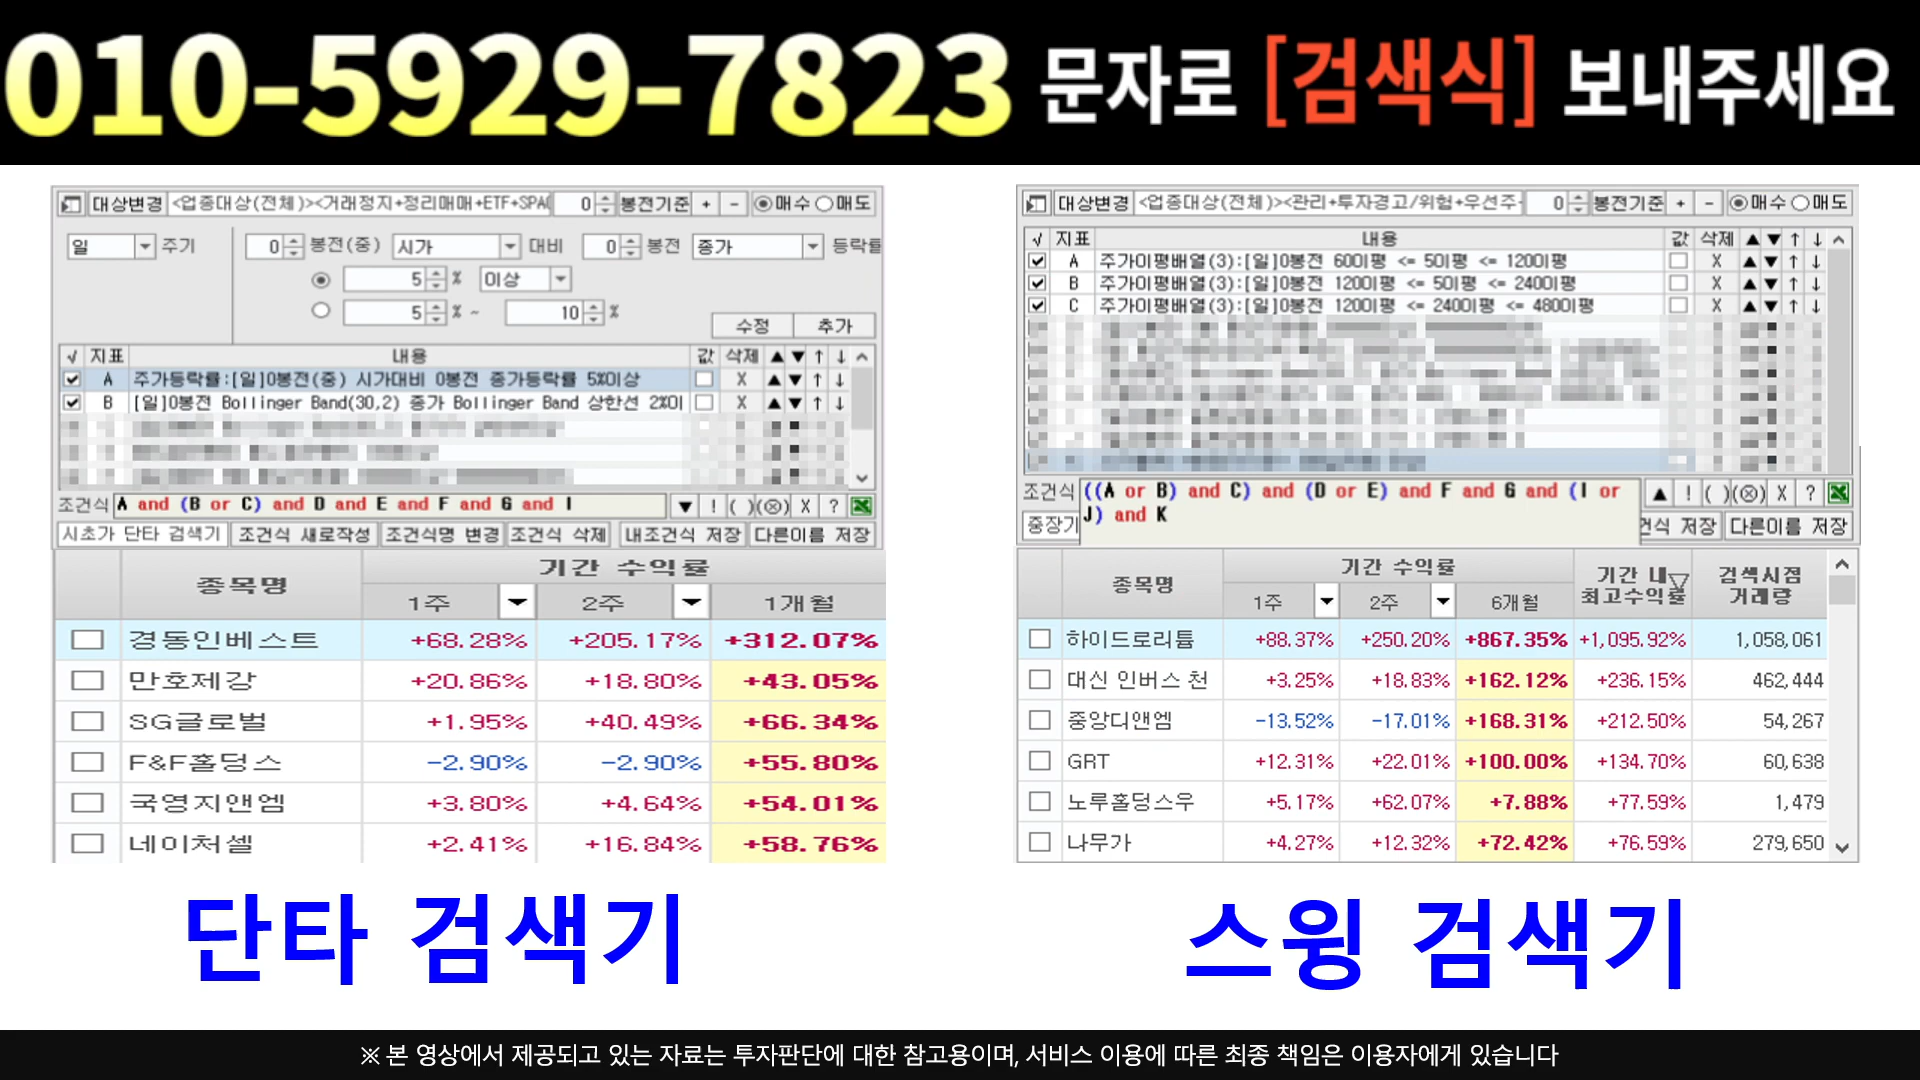 010-5929-7823 문자로 [검색식] 보내주세요
대상변경 <업종대상(전체)><거래정지+정리매매+ETF+SPAC 0 봉전기준 + - 매수 매도
일 주기 0 봉전(중) 시가 대비 0 봉전 종가 등락률
5 % 이상
5 % ~ 10 %
수정 추가
√ 지표 내용 값 삭제 ▲ ▼ ↑ ↓
A 주가등락률:[일]0봉전(중) 시가대비 0봉전 종가등락률 5%이상 X ▲ ▼ ↑ ↓
B [일]0봉전 Bollinger Band(30,2) 종가 Bollinger Band 상한선 2%이 X ▲ ▼ ↑ ↓
조건식 A and (B or C) and D and E and F and G and I ▼ ! ( )(⊗) X ?
시초가 단타 검색기 조건식 새로작성 조건식명 변경 조건식 삭제 내조건식 저장 다른이름 저장
종목명 기간 수익률
1주 2주 1개월
경동인베스트 +68.28% +205.17% +312.07%
만호제강 +20.86% +18.80% +43.05%
SG글로벌 +1.95% +40.49% +66.34%
F&F홀딩스 -2.90% -2.90% +55.80%
국영지앤엠 +3.80% +4.64% +54.01%
네이처셀 +2.41% +16.84% +58.76%
단타 검색기
대상변경 <업종대상(전체)><관리+투자경고/위험+우선주+ 0 봉전기준 + - 매수 매도
√ 지표 내용 값 삭제 ▲ ▼ ↑ ↓
A 주가이평배열(3):[일]0봉전 60이평 <= 5이평 <= 120이평 X ▲ ▼ ↑ ↓
B 주가이평배열(3):[일]0봉전 120이평 <= 5이평 <= 240이평 X ▲ ▼ ↑ ↓
C 주가이평배열(3):[일]0봉전 120이평 <= 240이평 <= 480이평 X ▲ ▼ ↑ ↓
조건식 ((A or B) and C) and (D or E) and F and G and (I or ▲ ! ( )(⊗) X ?
J) and K
중장기 건식 저장 다른이름 저장
종목명 기간 수익률 기간 내 최고수익률 검색시점 거래량
1주 2주 6개월
하이드로리튬 +88.37% +250.20% +867.35% +1,095.92% 1,058,061
대신 인버스 천 +3.25% +18.83% +162.12% +236.15% 462,444
중앙디앤엠 -13.52% -17.01% +168.31% +212.50% 54,267
GRT +12.31% +22.01% +100.00% +134.70% 60,638
노루홀딩스우 +5.17% +62.07% +7.88% +77.59% 1,479
나무가 +4.27% +12.32% +72.42% +76.59% 279,650
스윙 검색기
※ 본 영상에서 제공되고 있는 자료는 투자판단에 대한 참고용이며, 서비스 이용에 따른 최종 책임은 이용자에게 있습니다